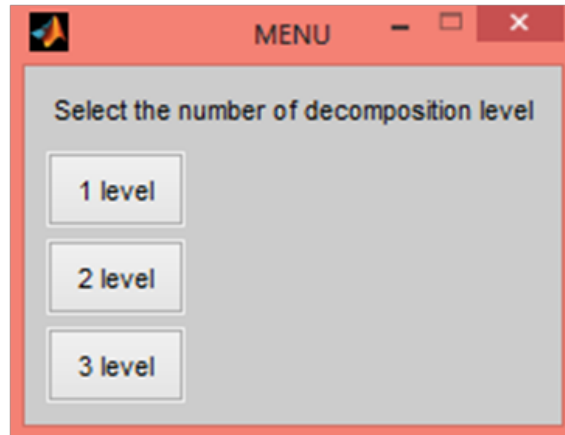 MENU
Select the number of decomposition level
1 level
2 level
3 level